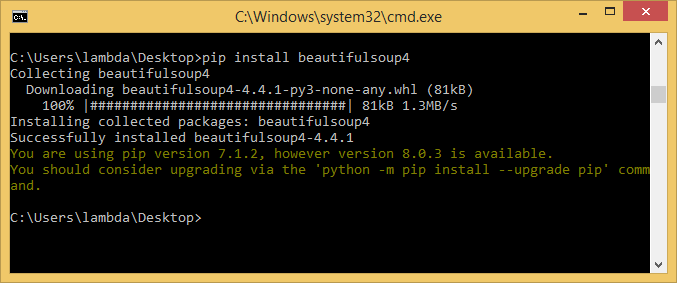 C:\Windows\system32\cmd.exe
C:\Users\lambda\Desktop>pip install beautifulsoup4
Collecting beautifulsoup4
  Downloading beautifulsoup4-4.4.1-py3-none-any.whl (81kB)
    100% |################################| 81kB 1.3MB/s
Installing collected packages: beautifulsoup4
Successfully installed beautifulsoup4-4.4.1
You are using pip version 7.1.2, however version 8.0.3 is available.
You should consider upgrading via the 'python -m pip install --upgrade pip' comm
and.
C:\Users\lambda\Desktop>